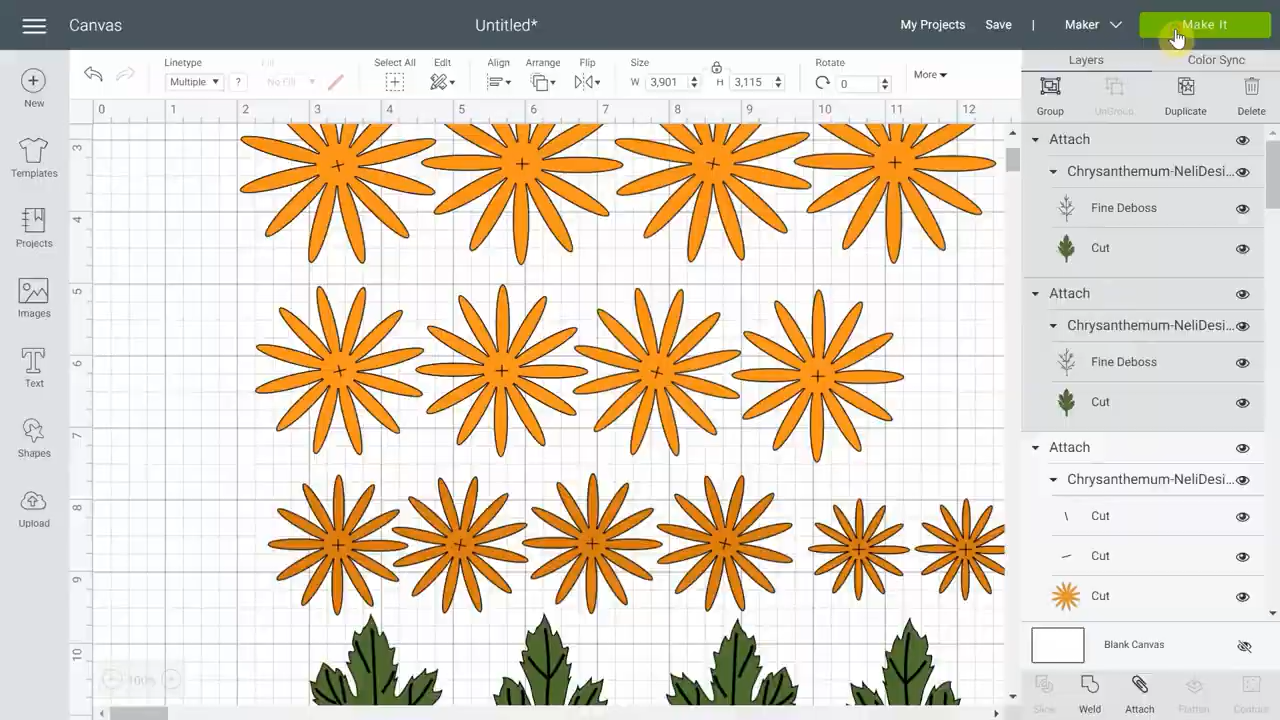 Canvas
Untitled*
My Projects Save | Maker Make It
Linetype
Multiple ?
Fill
No Fill
Select All
Edit
Align
Arrange
Flip
Size
W 3,901 H 3,115
Rotate
0
More
Layers Color Sync
Group UnGroup Duplicate Delete
New
Templates
Projects
Images
Text
Shapes
Upload
0 1 2 3 4 5 6 7 8 9 10 11 12
3
4
5
6
7
8
9
10
100%
Attach
Chrysanthemum-NeliDesi...
Fine Deboss
Cut
Attach
Chrysanthemum-NeliDesi...
Fine Deboss
Cut
Attach
Chrysanthemum-NeliDesi...
Cut
Cut
Cut
Blank Canvas
Slice Weld Attach Flatten Contour